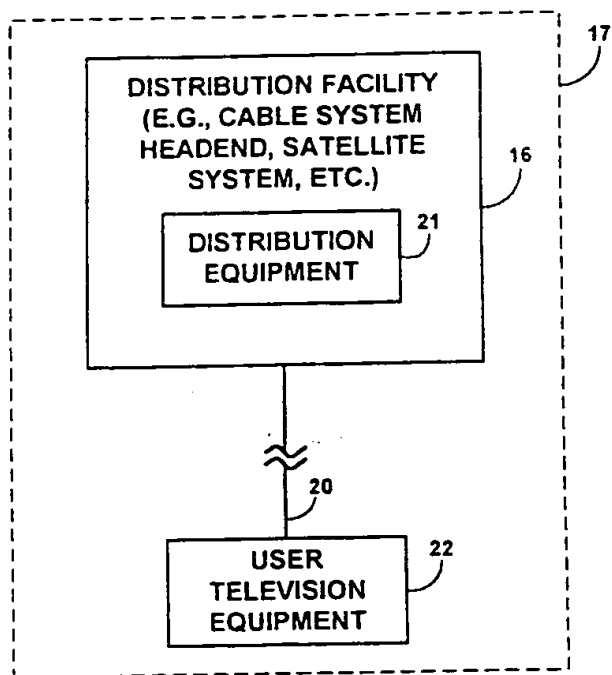 17
DISTRIBUTION FACILITY
(E.G., CABLE SYSTEM
HEADEND, SATELLITE
SYSTEM, ETC.)
16
21
DISTRIBUTION
EQUIPMENT
20
22
USER
TELEVISION
EQUIPMENT